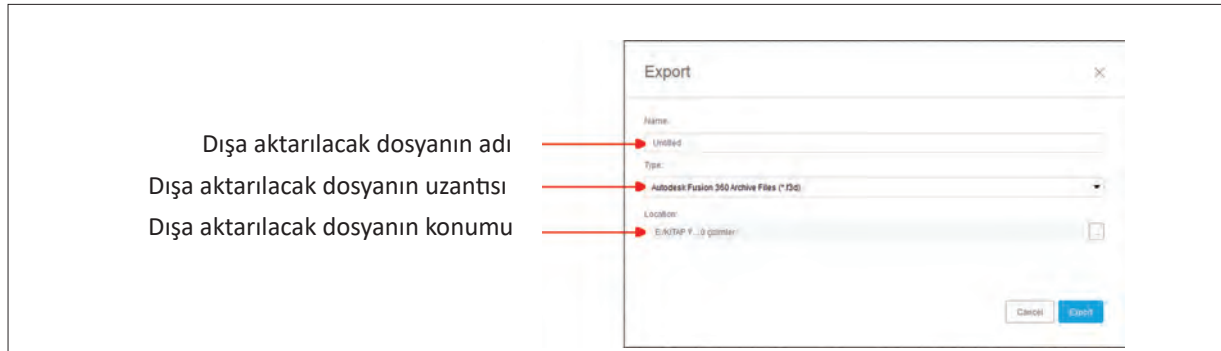 Export
Name:
Dışa aktarılacak dosyanın adı
Untitled
Type:
Dışa aktarılacak dosyanın uzantısı
Autodesk Fusion 360 Archive Files (*.f3d)
Location:
Dışa aktarılacak dosyanın konumu
E:/KITAP
Cancel
Export